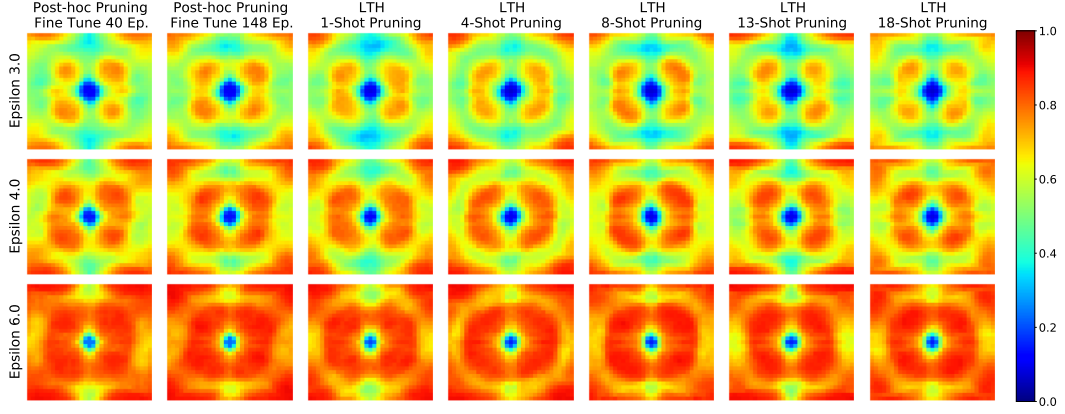 Post-hoc Pruning
Fine Tune 40 Ep.
Post-hoc Pruning
Fine Tune 148 Ep.
LTH
1-Shot Pruning
LTH
4-Shot Pruning
LTH
8-Shot Pruning
LTH
13-Shot Pruning
LTH
18-Shot Pruning
Epsilon 3.0
Epsilon 4.0
Epsilon 6.0
1.0
0.8
0.6
0.4
0.2
0.0